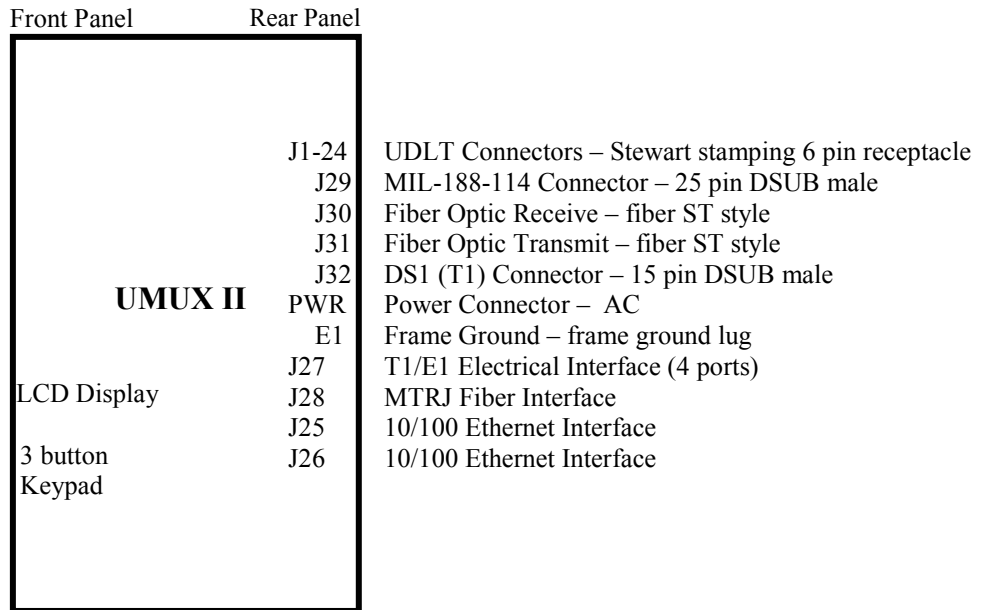 Front Panel Rear Panel
J1-24 UDLT Connectors – Stewart stamping 6 pin receptacle
J29 MIL-188-114 Connector – 25 pin DSUB male
J30 Fiber Optic Receive – fiber ST style
J31 Fiber Optic Transmit – fiber ST style
J32 DS1 (T1) Connector – 15 pin DSUB male
UMUX II PWR Power Connector – AC
E1 Frame Ground – frame ground lug
J27 T1/E1 Electrical Interface (4 ports)
LCD Display J28 MTRJ Fiber Interface
J25 10/100 Ethernet Interface
3 button J26 10/100 Ethernet Interface
Keypad